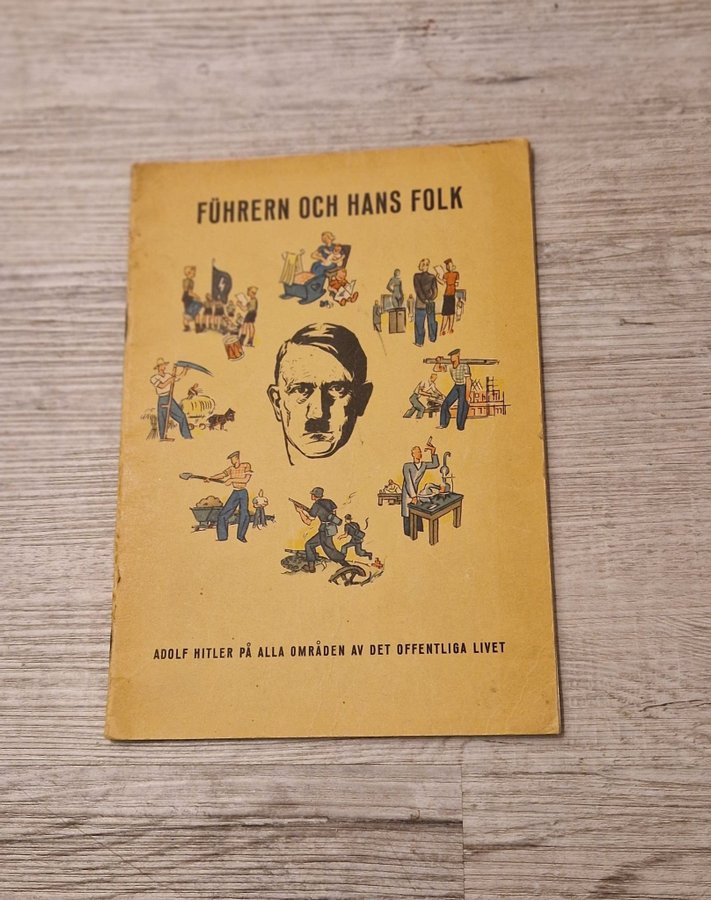 FÜHRERN OCH HANS FOLK
ADOLF HITLER PÅ ALLA OMRÅDEN AV DET OFFENTLIGA LIVET